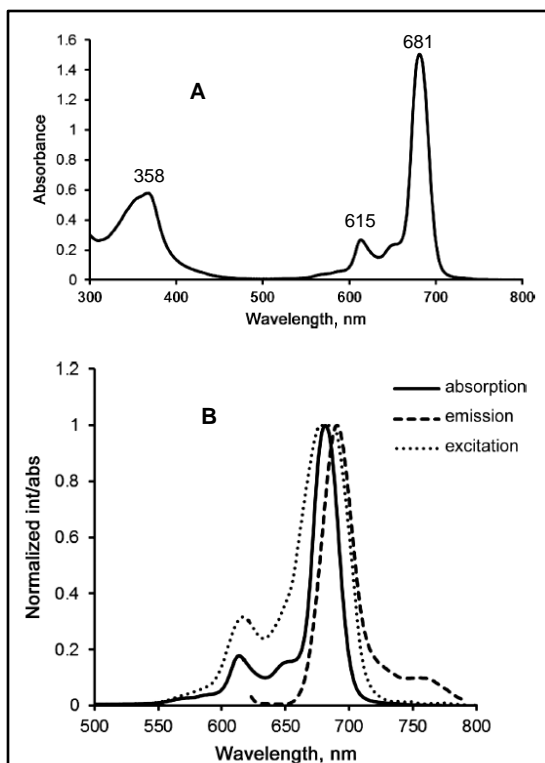 A
681
358
615
Absorbance
1.6
1.4
1.2
1
0.8
0.6
0.4
0.2
0
300 400 500 600 700 800
Wavelength, nm
B
absorption
emission
excitation
Normalized int/abs
1.2
1
0.8
0.6
0.4
0.2
0
500 550 600 650 700 750 800
Wavelength, nm